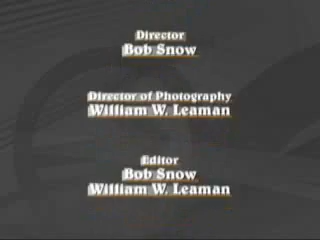 Director
Bob Snow
Director of Photography
William W. Leaman
Editor
Bob Snow
William W. Leaman